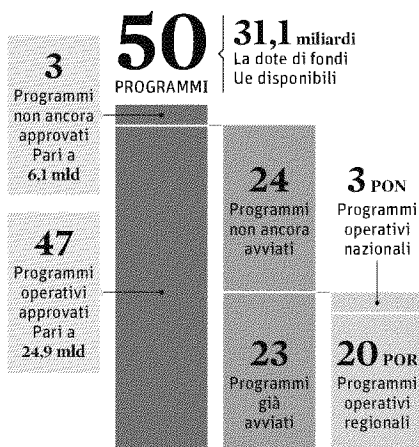 50
PROGRAMMI
31,1 miliardi
La dote di fondi
Ue disponibili
3
Programmi
non ancora
approvati
Pari a
6.1 mld
47
Programmi
operativi
approvati
Pari a
24.9 mld
24
Programmi
non ancora
avviati
23
Programmi
già
avviati
3 PON
Programmi
operativi
nazionali
20 POR
Programmi
operativi
regionali